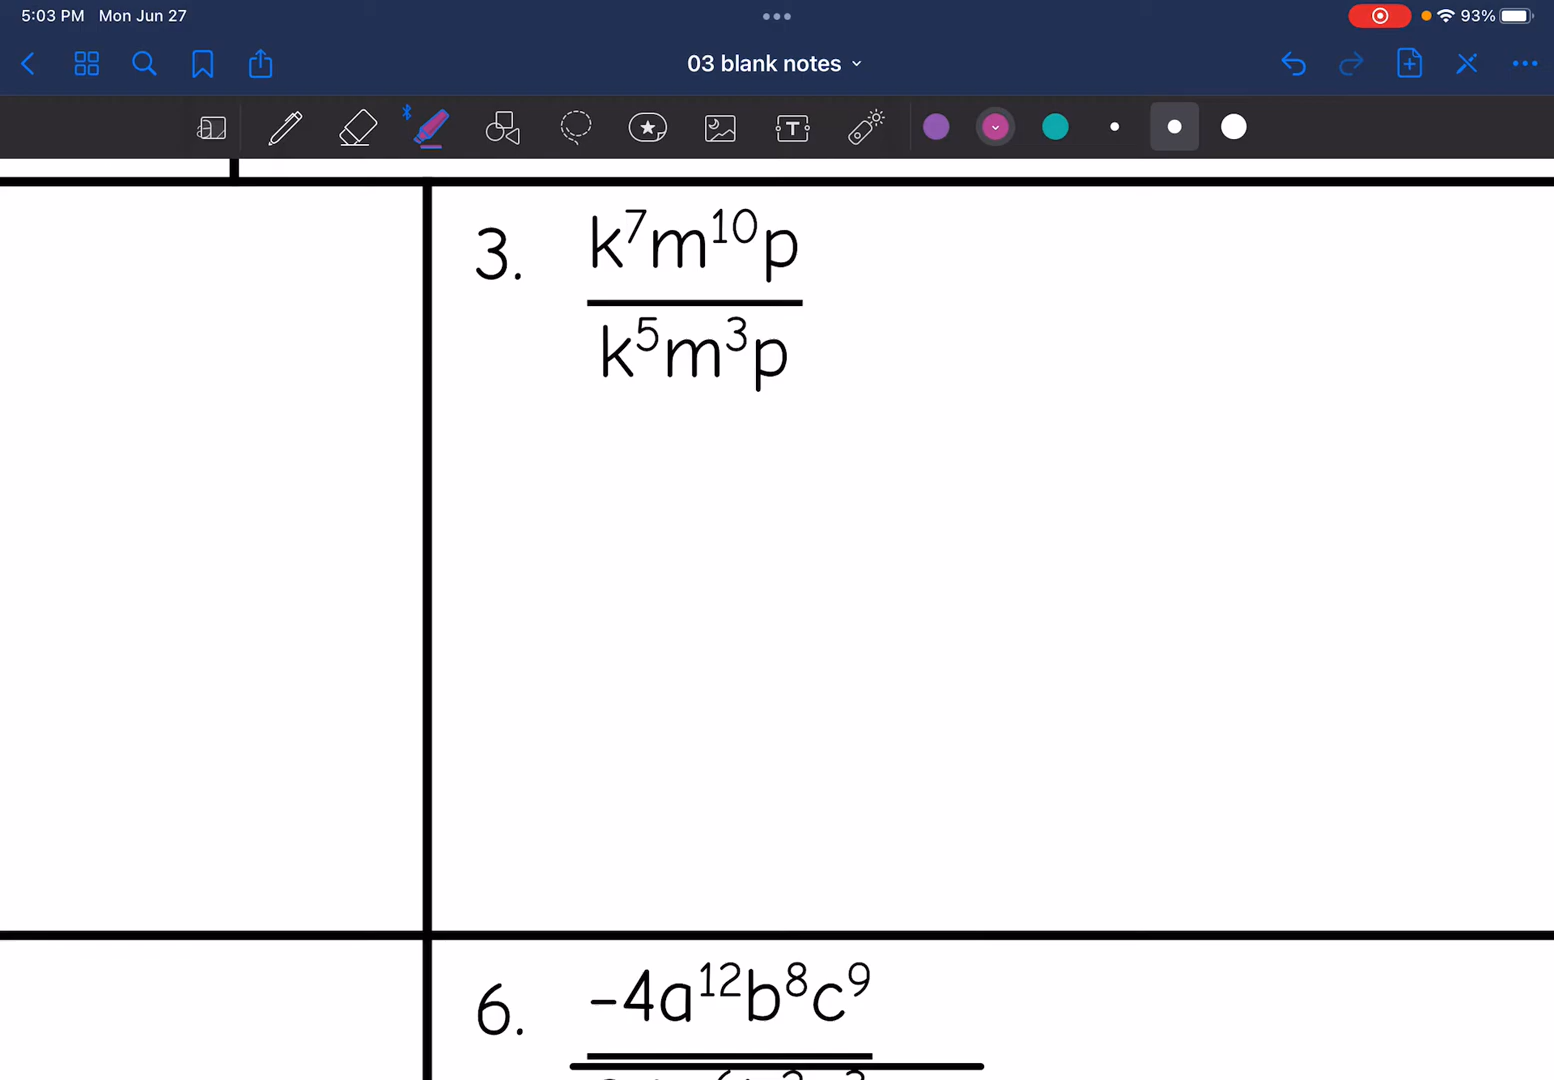 5:03 PM Mon Jun 27
93%
03 blank notes
T
3. k⁷m¹⁰p
k⁵m³p
6. -4a¹²b⁸c⁹